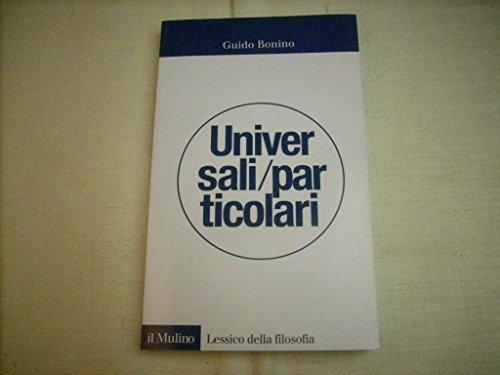 Guido Bonino
Univer
sali/par
ticolari
il Mulino Lessico della filosofia